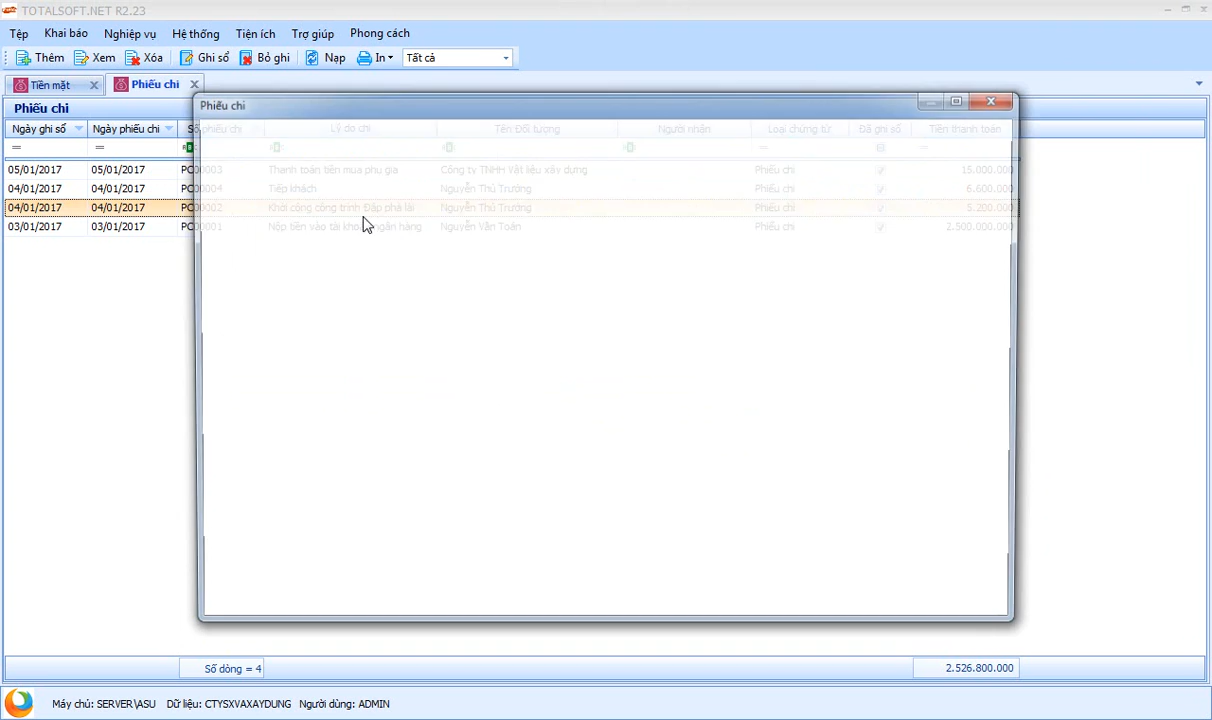 TOTALSOFT.NET R2.23
Tệp Khai báo Nghiệp vụ Hệ thống Tiện ích Trợ giúp Phong cách
Thêm Xem Xóa Ghi sổ Bỏ ghi Nạp In Tất cả
Tiền mặt Phiếu chi
Phiếu chi
Phiếu chi
Ngày ghi sổ Ngày phiếu chi Số phiếu chi Lý do chi Tên Đối tượng Người nhận Loại chứng từ Đã ghi sổ Tiền thanh toán
05/01/2017 05/01/2017 PC00003 Thanh toán tiền mua phụ gia Công ty TNHH Vật liệu xây dựng Phiếu chi 15.000.000
04/01/2017 04/01/2017 PC00004 Tiếp khách Nguyễn Thủ Trưởng Phiếu chi 6.600.000
04/01/2017 04/01/2017 PC00002 Khởi công công trình Đập phà lài Nguyễn Thủ Trưởng Phiếu chi 5.200.000
03/01/2017 03/01/2017 PC00001 Nộp tiền vào tài khoản ngân hàng Nguyễn Văn Toán Phiếu chi 2.500.000.000
Số dòng = 4 2.526.800.000
Máy chủ: SERVER\ASU Dữ liệu: CTYSXVAXAYDUNG Người dùng: ADMIN